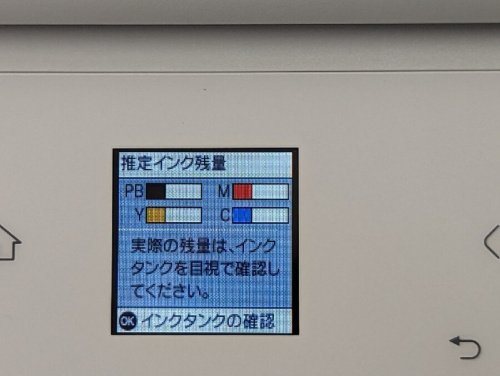 推定インク残量
PB M
Y C
実際の残量は、インク
タンクを目視で確認し
てください。
OK インクタンクの確認